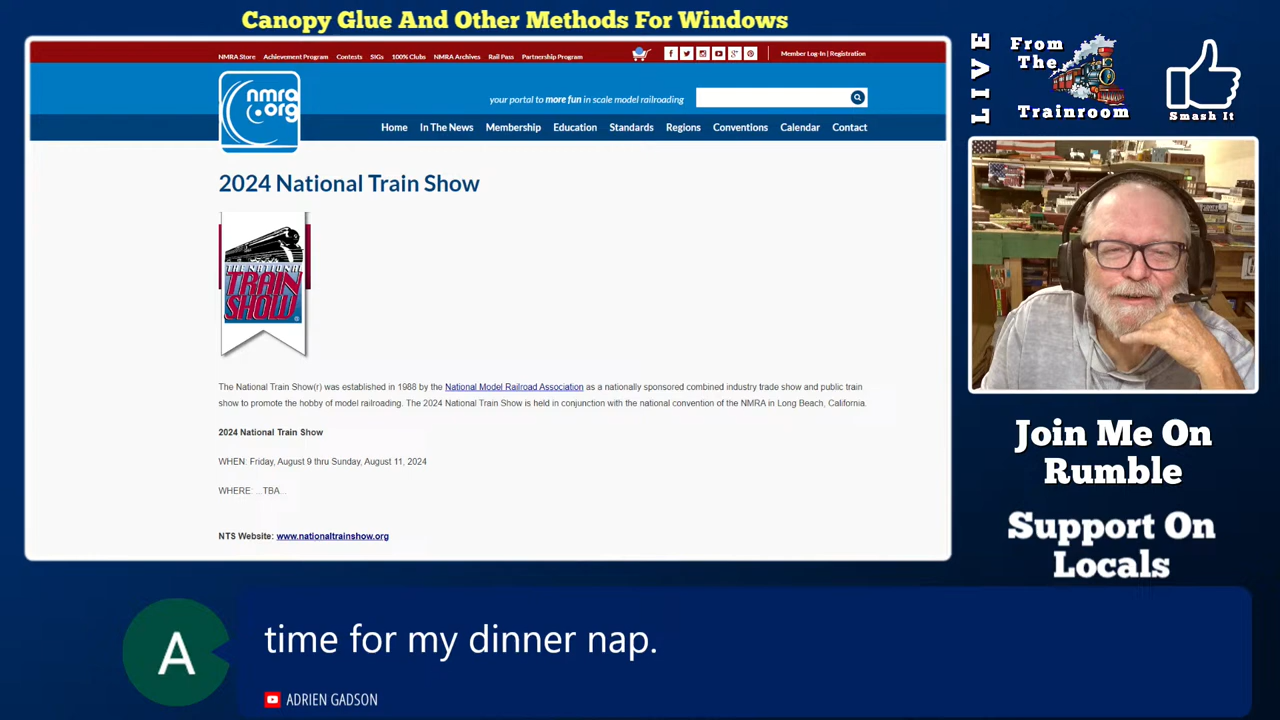 Canopy Glue And Other Methods For Windows
NMRA Store Achievement Program Contests SIGs 100% Clubs NMRA Archives Rail Pass Partnership Program
Member Log-In | Registration
nmra
.org
your portal to more fun in scale model railroading
Home In The News Membership Education Standards Regions Conventions Calendar Contact
2024 National Train Show
THE NATIONAL
TRAIN
SHOW
The National Train Show(r) was established in 1988 by the National Model Railroad Association as a nationally sponsored combined industry trade show and public train
show to promote the hobby of model railroading. The 2024 National Train Show is held in conjunction with the national convention of the NMRA in Long Beach, California.
2024 National Train Show
WHEN: Friday, August 9 thru Sunday, August 11, 2024
WHERE: ...TBA...
NTS Website: www.nationaltrainshow.org
LIVE
From
The
Trainroom
Smash It
Join Me On
Rumble
Support On
Locals
A
time for my dinner nap.
ADRIEN GADSON